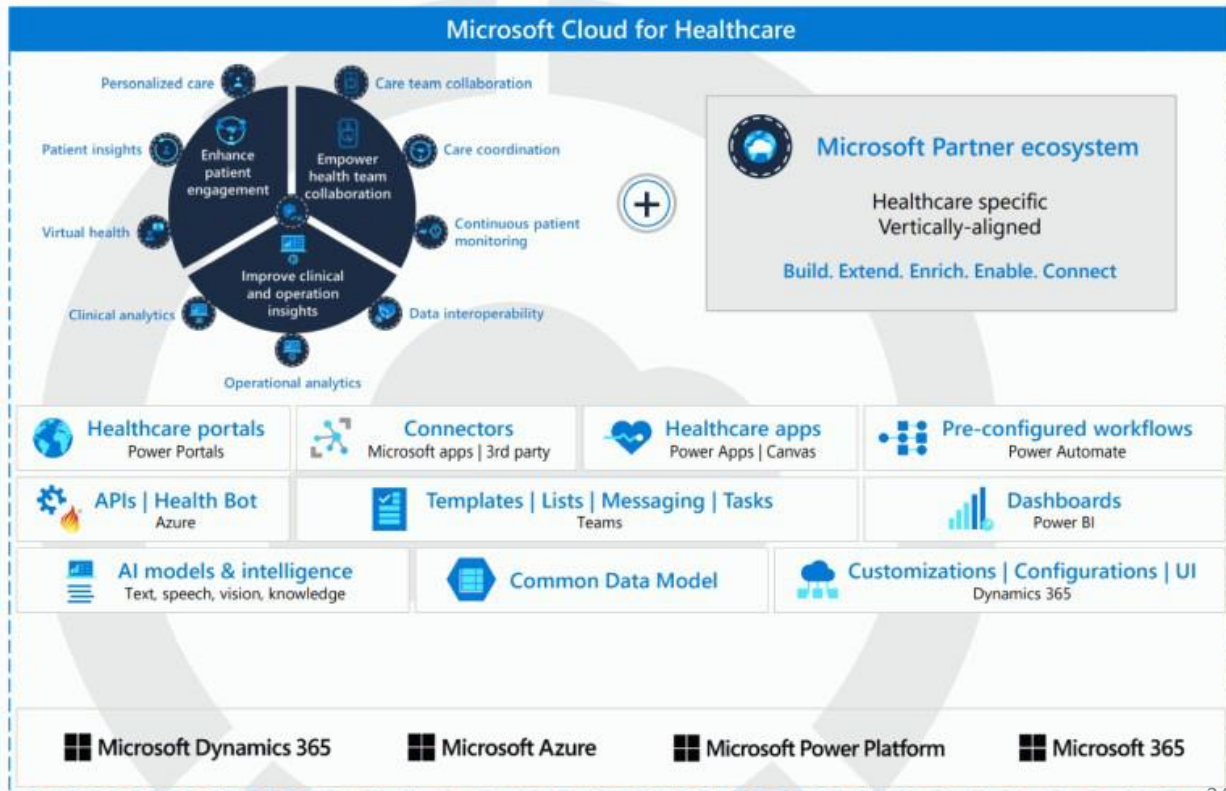 Microsoft Cloud for Healthcare
Personalized care
Care team collaboration
Patient insights
Care coordination
Virtual health
Continuous patient
monitoring
Clinical analytics
Data interoperability
Operational analytics
Enhance
patient
engagement
Empower
health team
collaboration
Improve clinical
and operation
insights
+
Microsoft Partner ecosystem
Healthcare specific
Vertically-aligned
Build. Extend. Enrich. Enable. Connect
Healthcare portals
Power Portals
Connectors
Microsoft apps | 3rd party
Healthcare apps
Power Apps | Canvas
Pre-configured workflows
Power Automate
APIs | Health Bot
Azure
Templates | Lists | Messaging | Tasks
Teams
Dashboards
Power BI
AI models & intelligence
Text, speech, vision, knowledge
Common Data Model
Customizations | Configurations | UI
Dynamics 365
Microsoft Dynamics 365
Microsoft Azure
Microsoft Power Platform
Microsoft 365